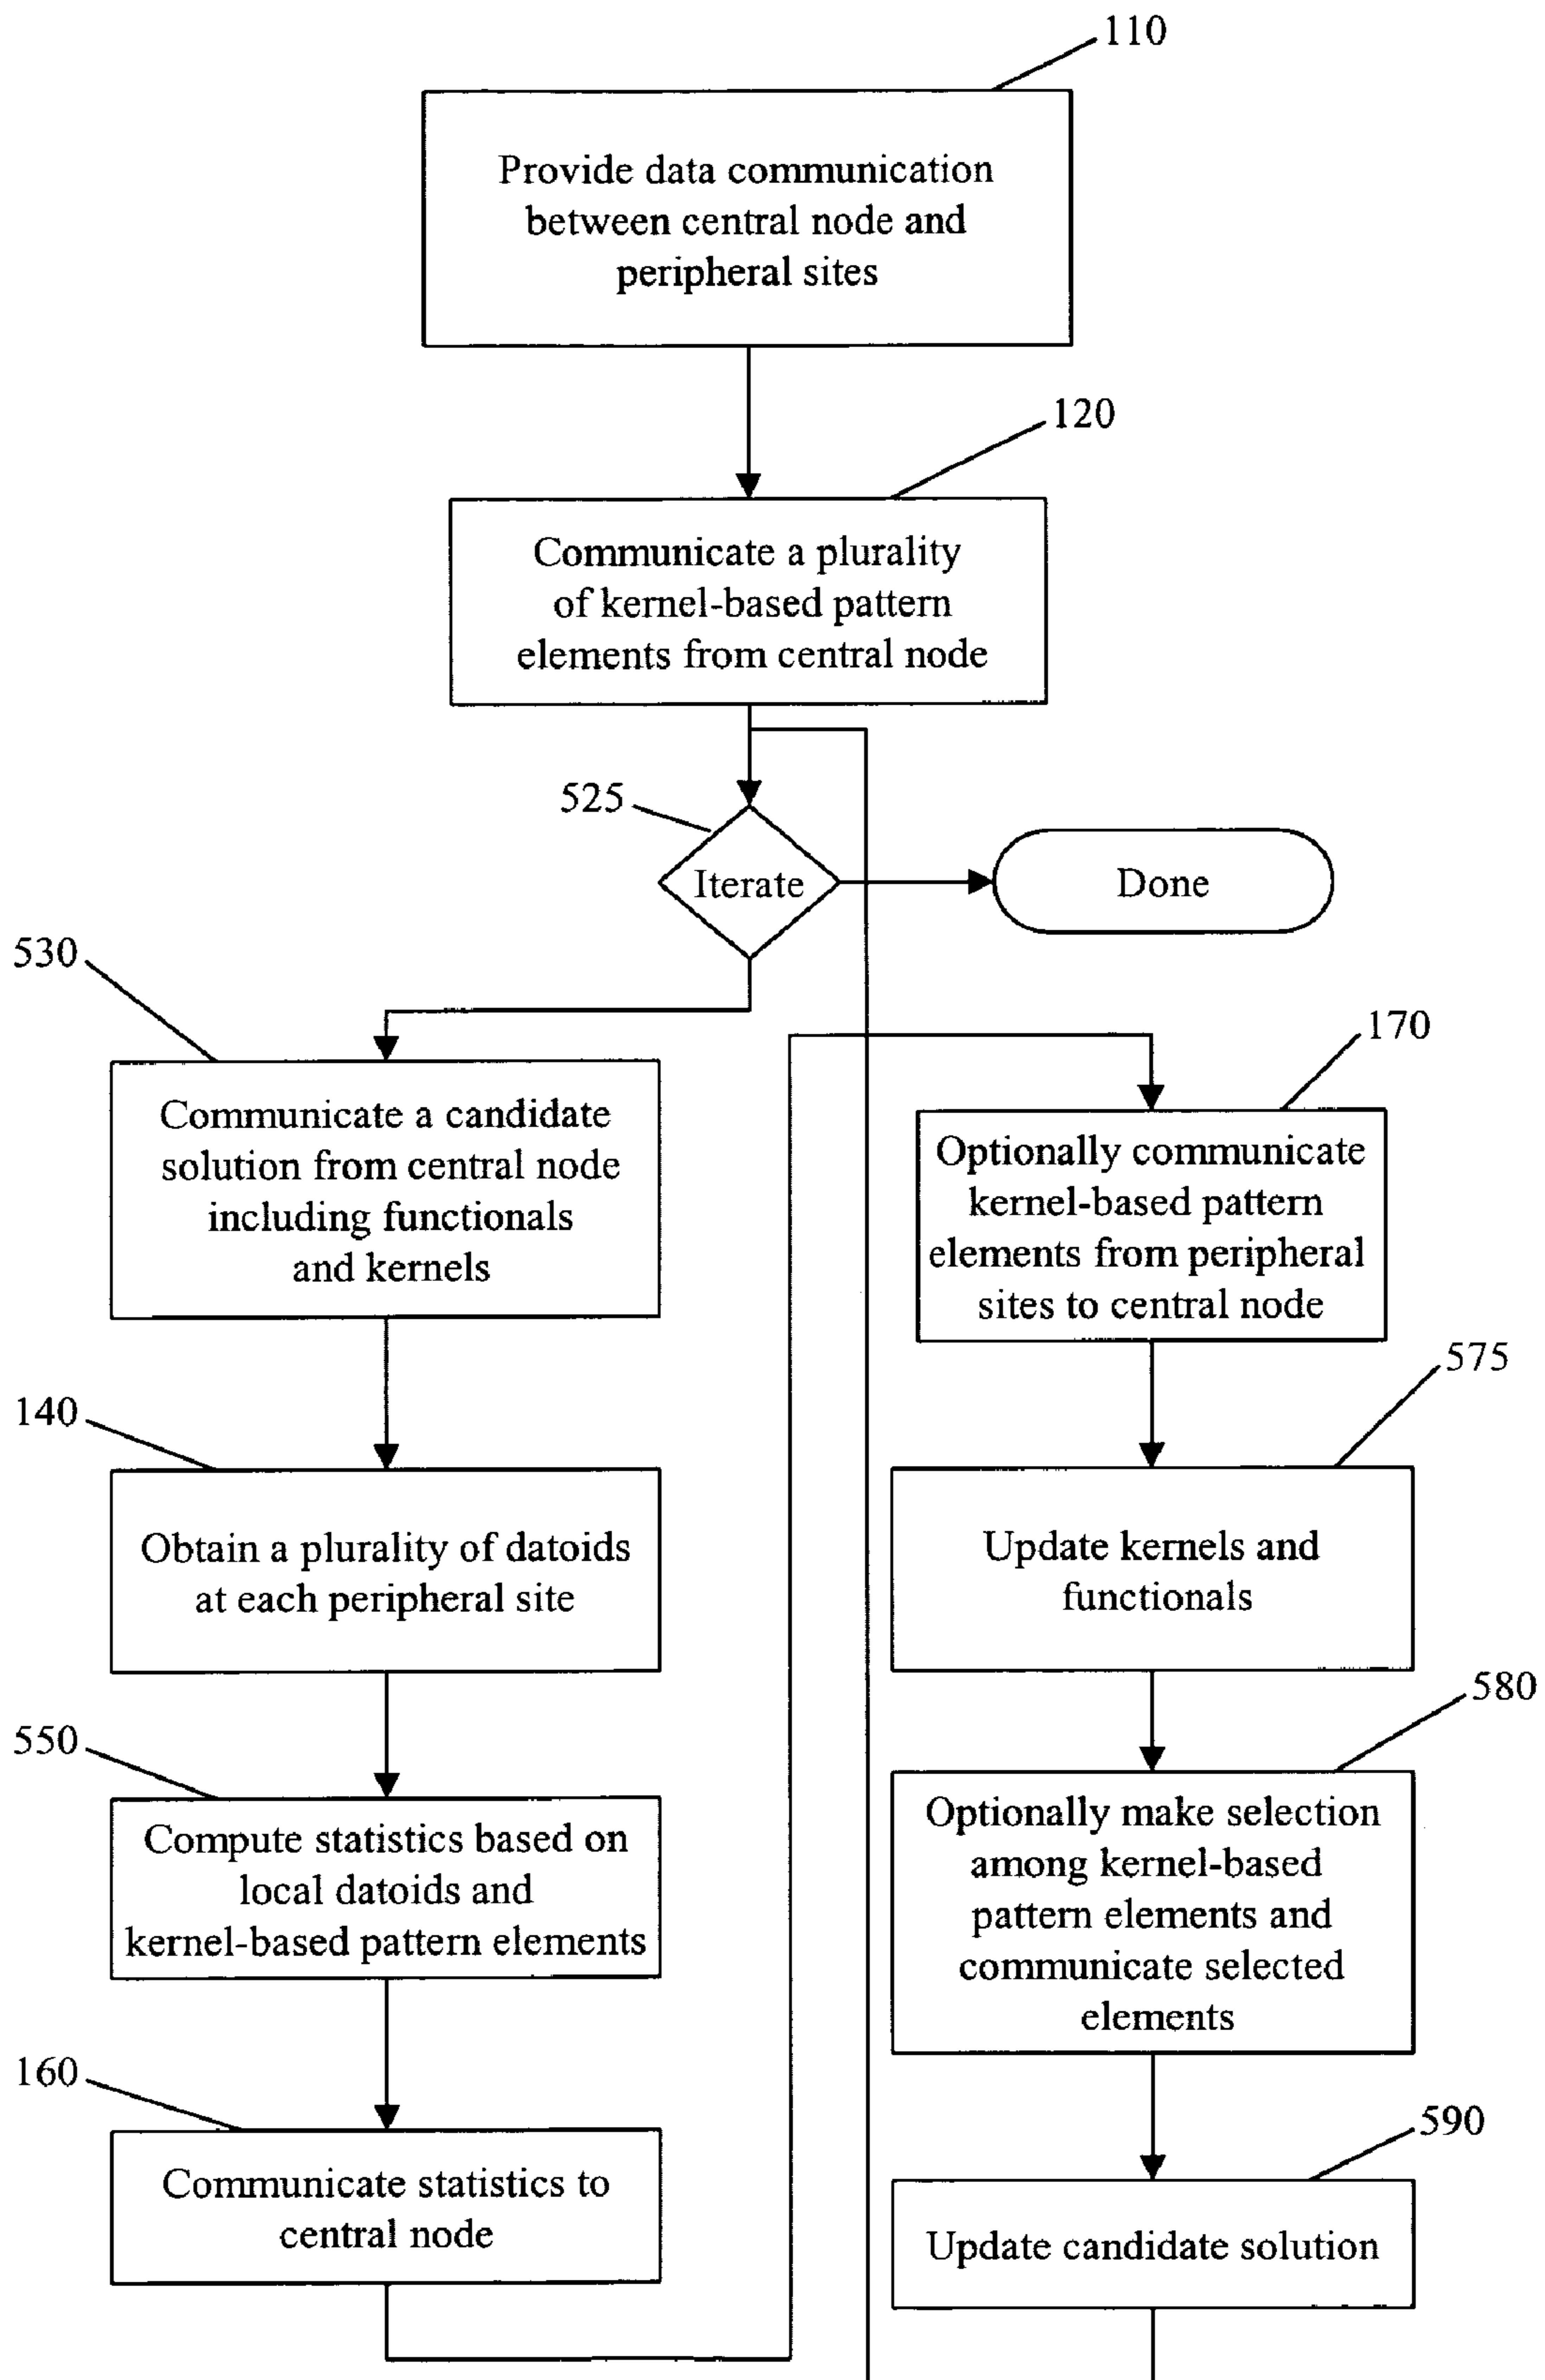 110
Provide data communication
between central node and
peripheral sites
120
Communicate a plurality
of kernel-based pattern
elements from central node
525
Iterate
Done
530
Communicate a candidate
solution from central node
including functionals
and kernels
140
Obtain a plurality of datoids
at each peripheral site
550
Compute statistics based on
local datoids and
kernel-based pattern elements
160
Communicate statistics to
central node
170
Optionally communicate
kernel-based pattern
elements from peripheral
sites to central node
575
Update kernels and
functionals
580
Optionally make selection
among kernel-based
pattern elements and
communicate selected
elements
590
Update candidate solution